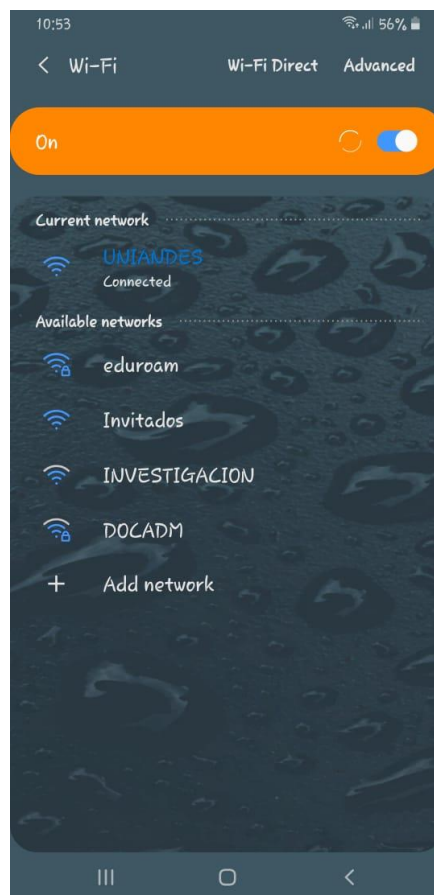 10:53 56%
Wi-Fi Wi-Fi Direct Advanced
On
Current network
UNIANDES
Connected
Available networks
eduroam
Invitados
INVESTIGACION
DOCADM
Add network